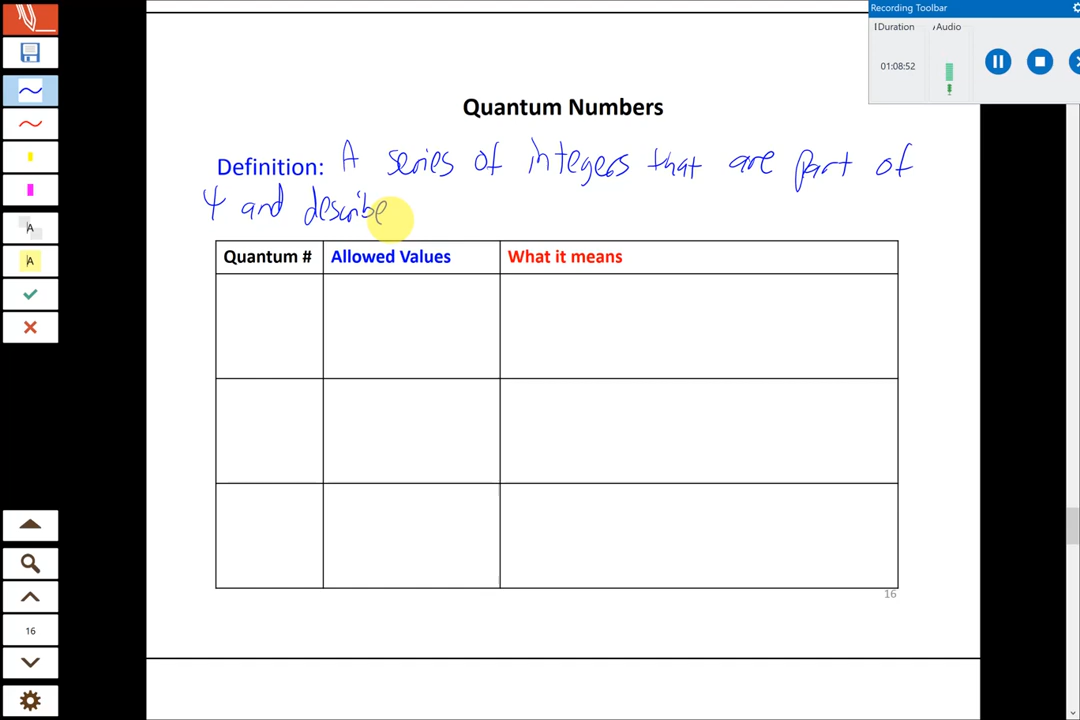 Recording Toolbar
Duration
Audio
01:08:52
Quantum Numbers
Definition: A series of integers that are part of
Ψ and describe
Quantum # Allowed Values What it means
16
A
A
16